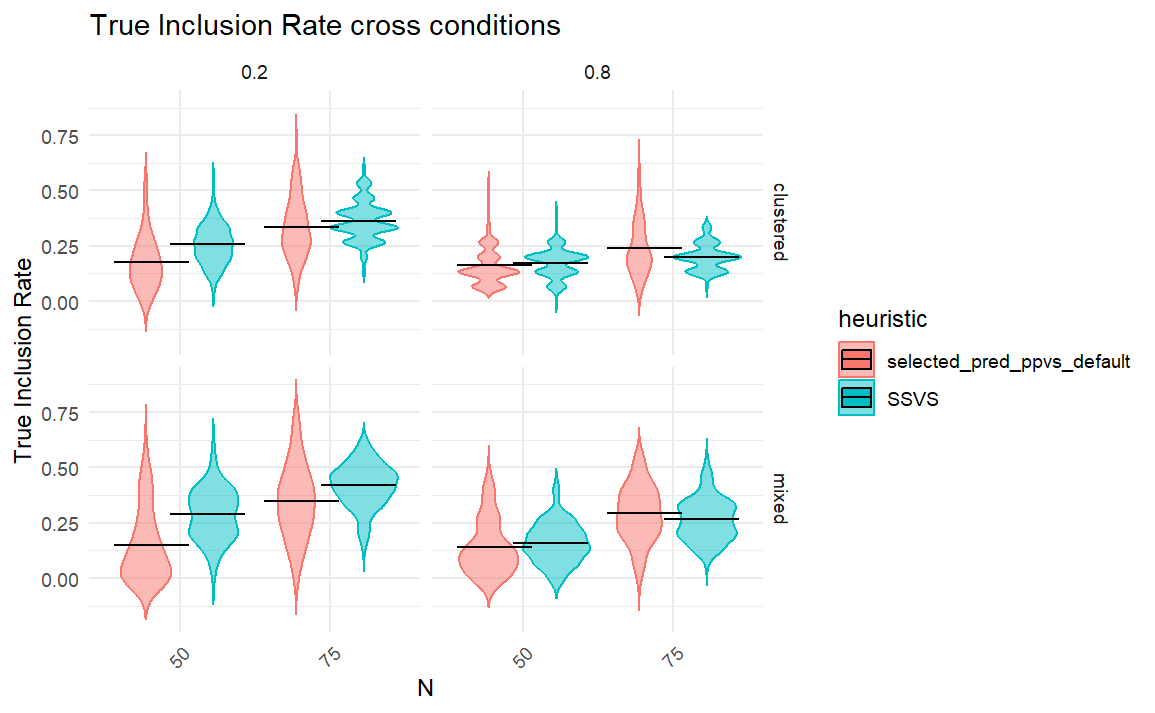 True Inclusion Rate cross conditions
0.2
0.8
0.75
0.50
0.25
0.00
clustered
0.75
0.50
0.25
0.00
mixed
True Inclusion Rate
50
75
50
75
N
heuristic
selected_pred_ppvs_default
SSVS